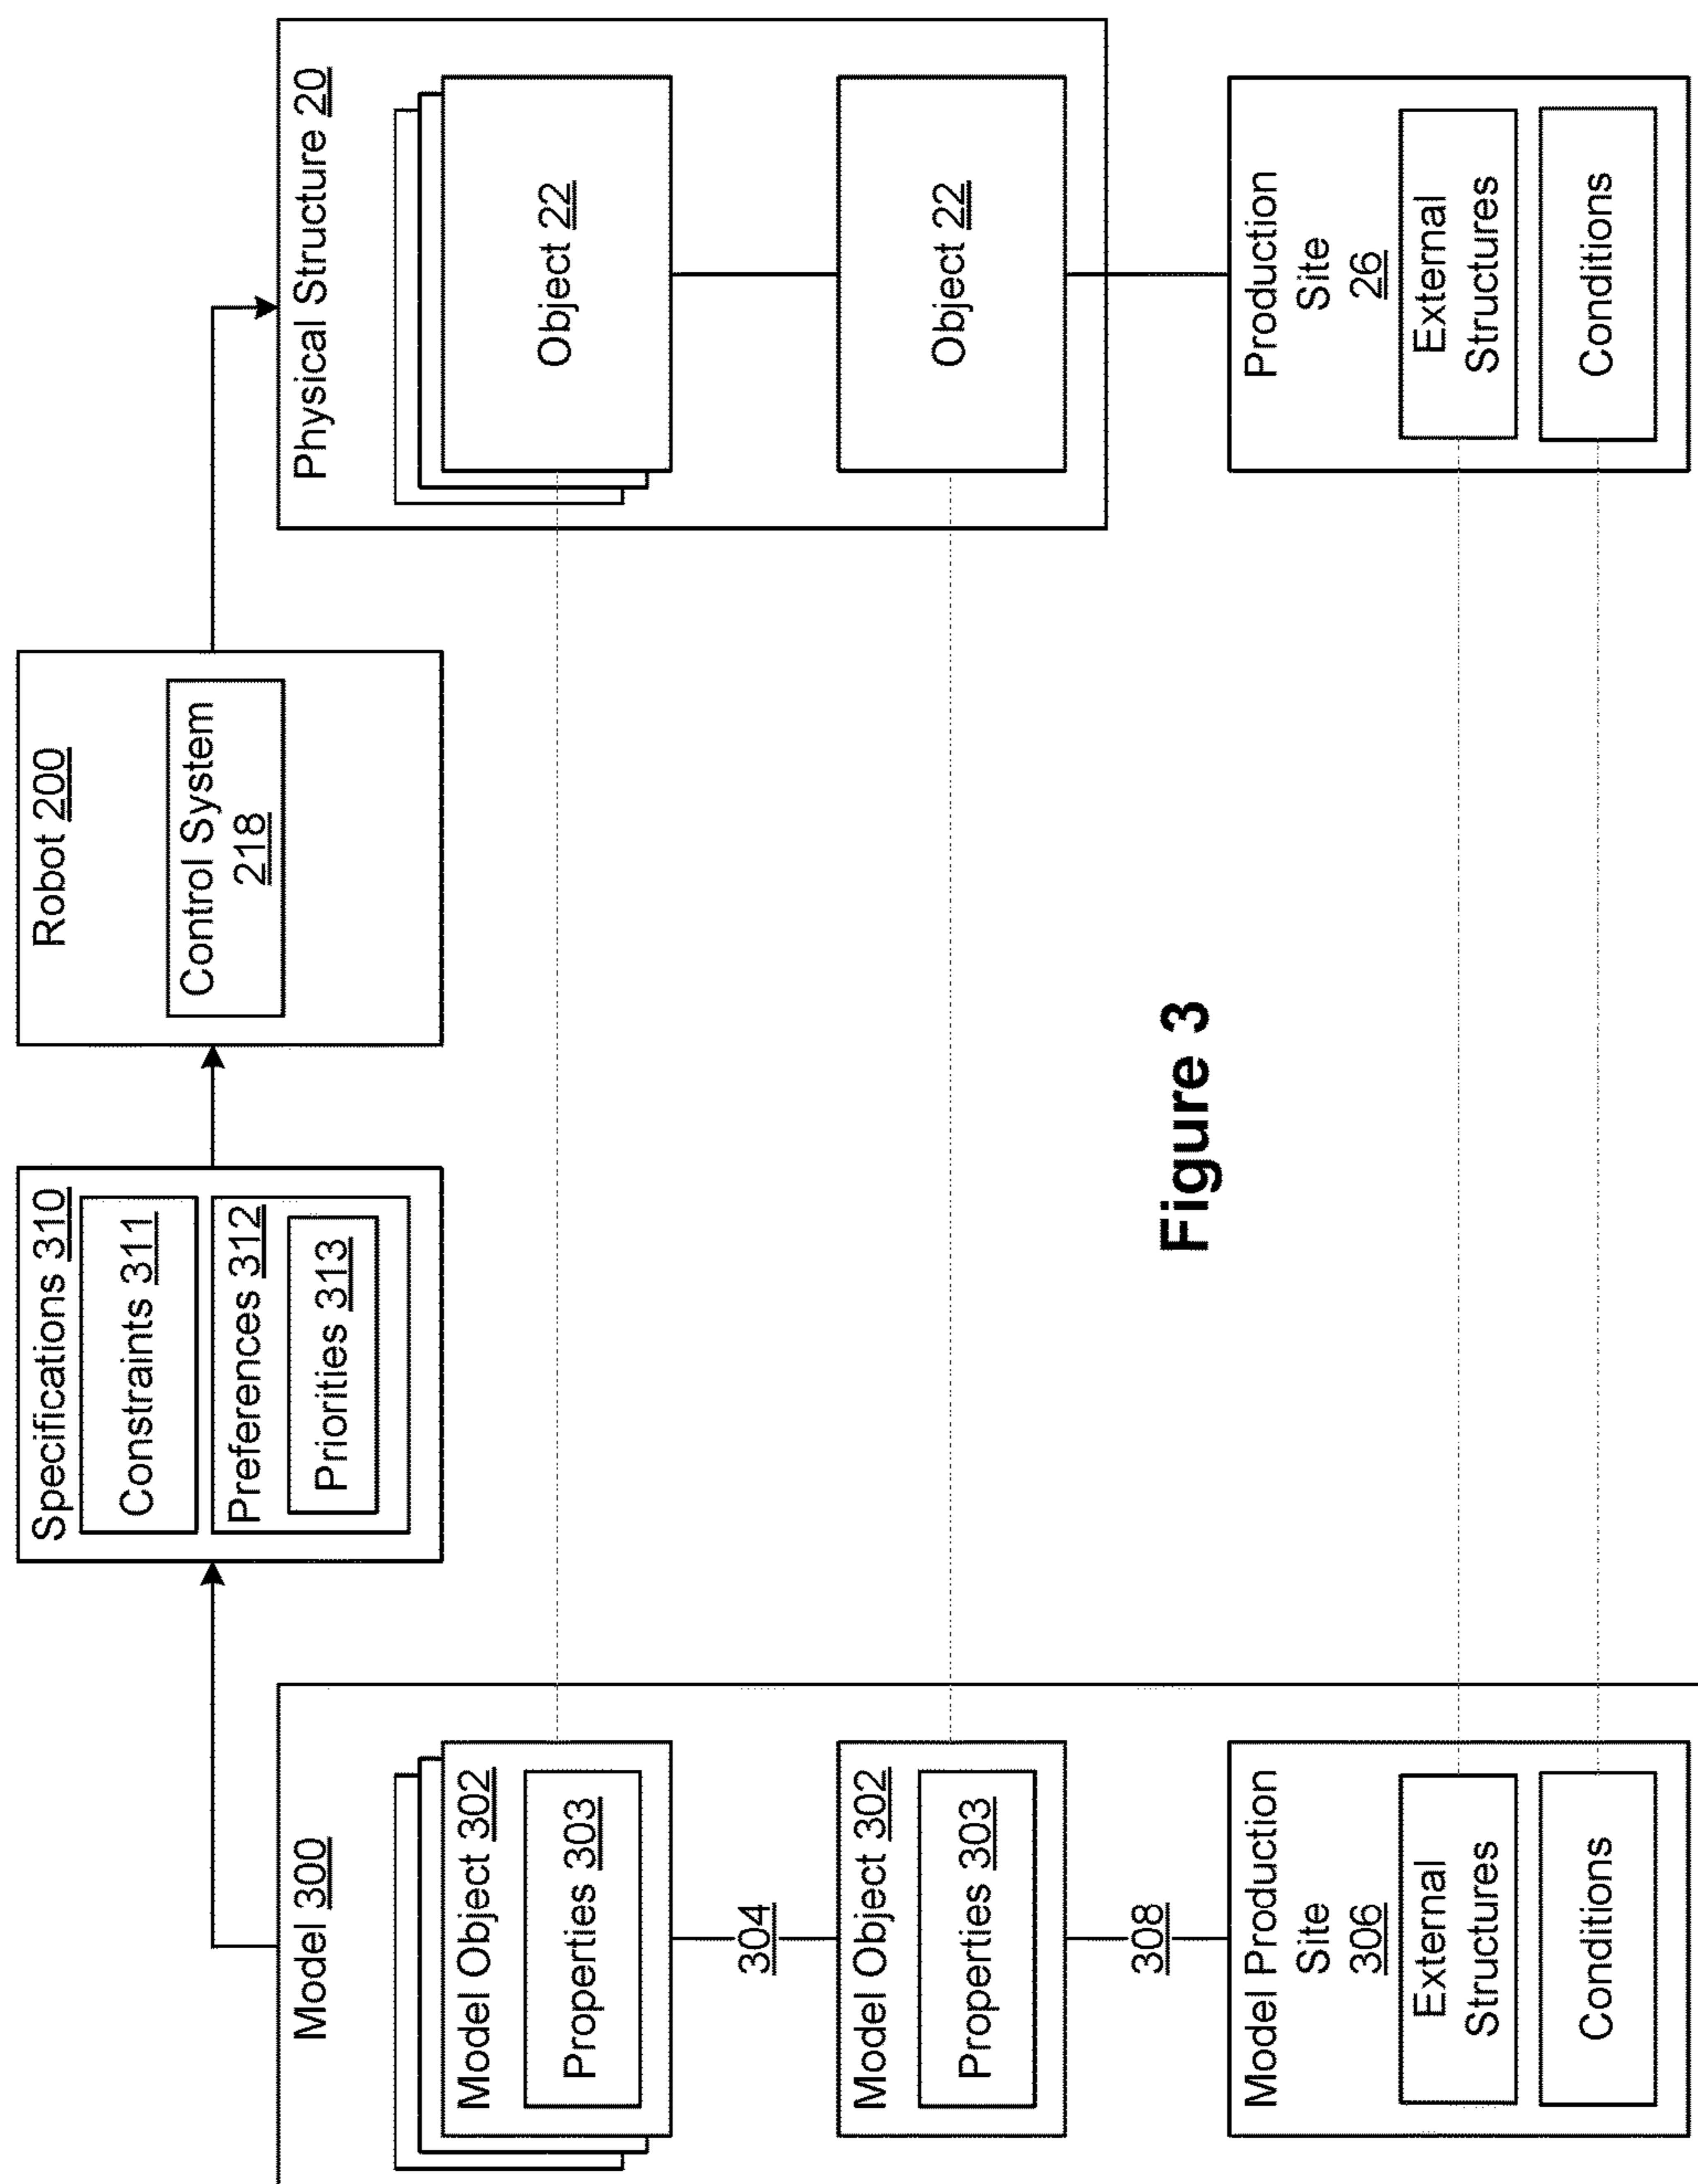 Specifications 310
Constraints 311
Preferences 312
Priorities 313
Robot 200
Control System
218
Model 300
Model Object 302
Properties 303
304
Model Object 302
Properties 303
308
Model Production
Site
306
External
Structures
Conditions
Physical Structure 20
Object 22
Object 22
Production
Site
26
External
Structures
Conditions
Figure 3